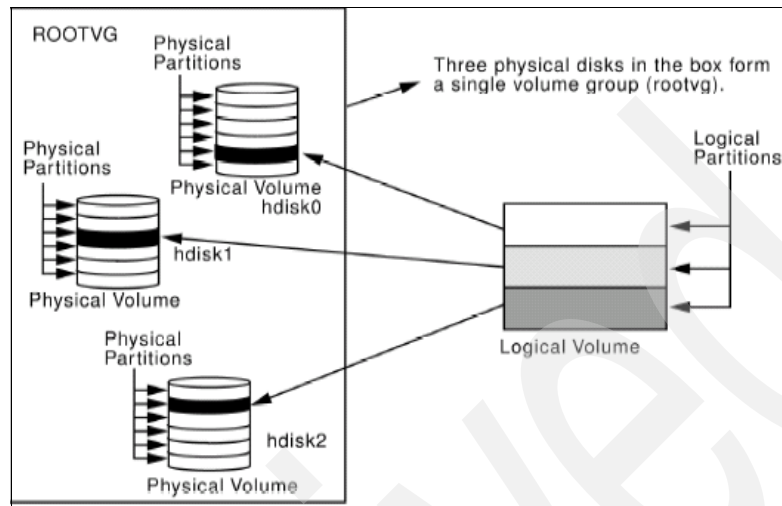 ROOTVG
Physical
Partitions
Three physical disks in the box form
a single volume group (rootvg).
Physical
Partitions
Logical
Partitions
Physical Volume
hdisk0
hdisk1
Physical Volume
Logical Volume
Physical
Partitions
hdisk2
Physical Volume